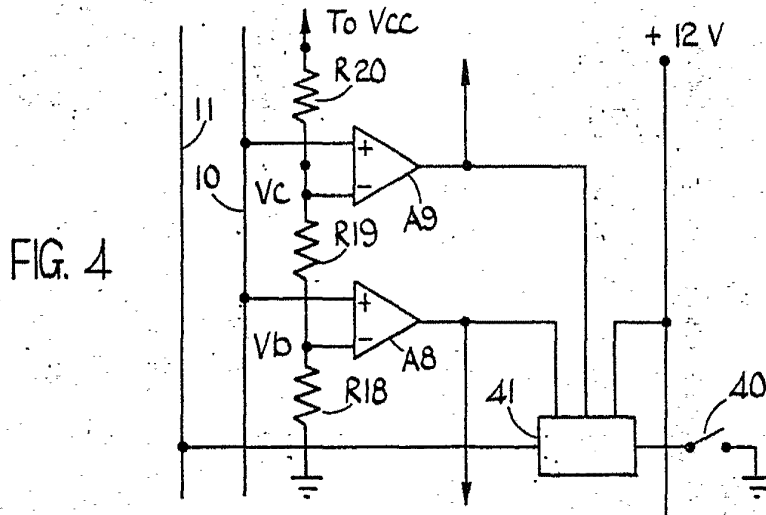 To Vcc
+ 12 V
R20
11
+
10
Vc
-
A9
R19
FIG. 4
+
Vb
-
A8
R18
41
40